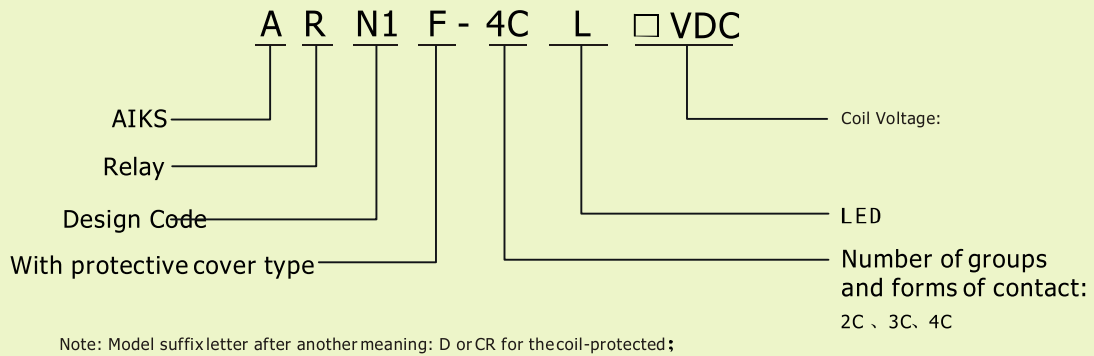 A R N1 F - 4C L □ VDC
AIKS
Coil Voltage:
Relay
Design Code
LED
With protective cover type
Number of groups
and forms of contact:
2C 、3C、4C
Note: Model suffix letter after another meaning: D or CR for the coil-protected;